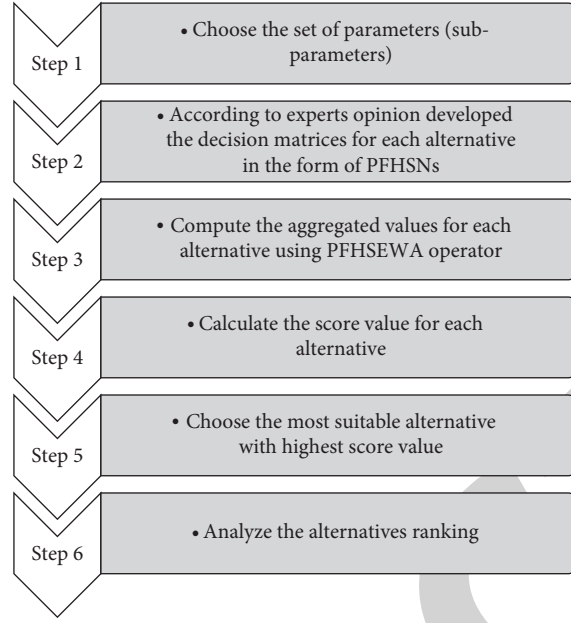 Step 1
• Choose the set of parameters (sub-
parameters)
Step 2
• According to experts opinion developed
the decision matrices for each alternative
in the form of PFHSNs
Step 3
• Compute the aggregated values for each
alternative using PFHSEWA operator
Step 4
• Calculate the score value for each
alternative
Step 5
• Choose the most suitable alternative
with highest score value
Step 6
• Analyze the alternatives ranking